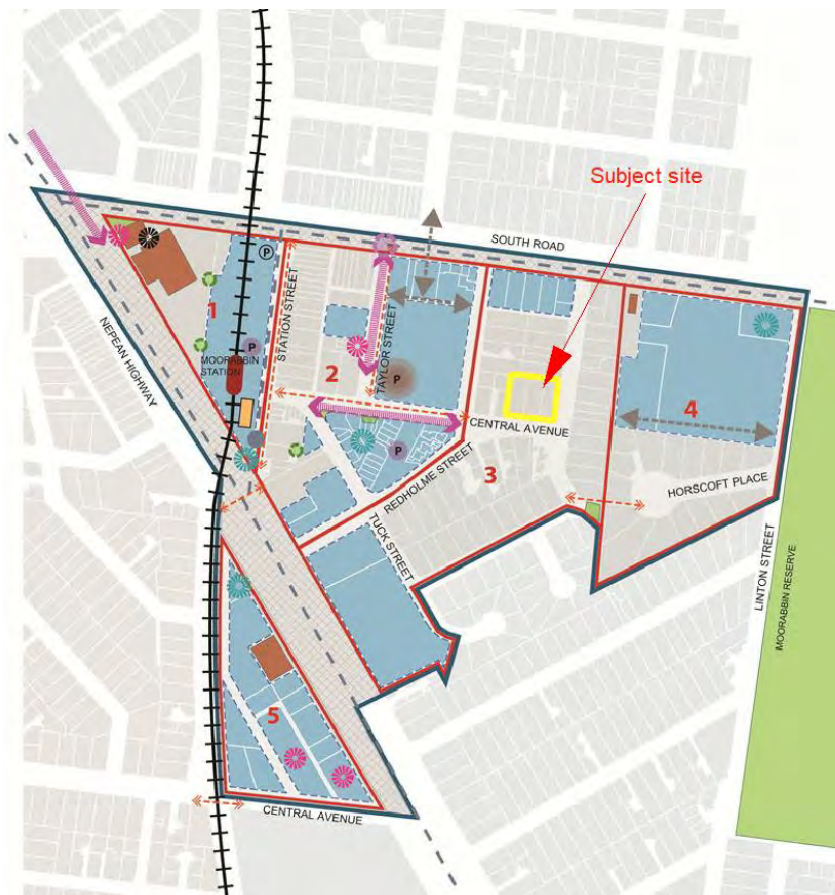 Subject site
SOUTH ROAD
P
NEPEAN HIGHWAY
1
MOORABBIN
STATION
P
STATION STREET
2
TAYLOR STREET
P
CENTRAL AVENUE
4
P
REDHOLME STREET
3
HORSCOFT PLACE
TUCK STREET
LINTON STREET
MOORABBIN RESERVE
5
CENTRAL AVENUE